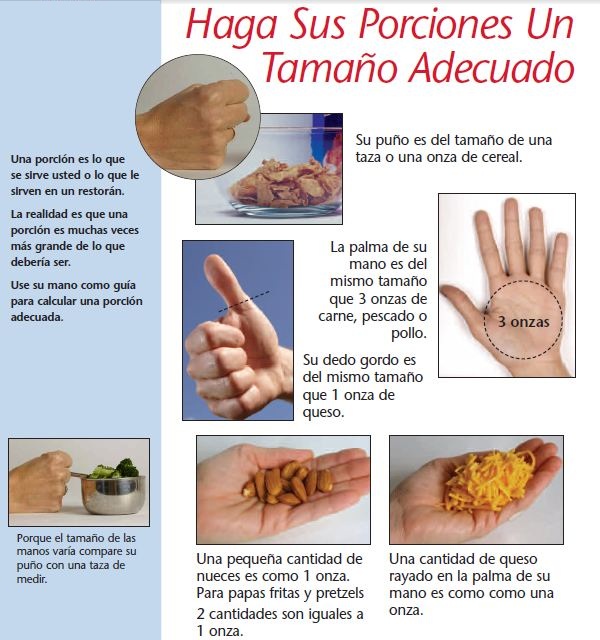 Haga Sus Porciones Un
Tamaño Adecuado
Una porción es lo que
se sirve usted o lo que le
sirven en un restorán.
La realidad es que una
porción es muchas veces
más grande de lo que
debería ser.
Use su mano como guía
para calcular una porción
adecuada.
Su puño es del tamaño de una
taza o una onza de cereal.
La palma de su
mano es del
mismo tamaño
que 3 onzas de
carne, pescado o
pollo.
3 onzas
Su dedo gordo es
del mismo tamaño
que 1 onza de
queso.
Porque el tamaño de las
manos varía compare su
puño con una taza de
medir.
Una pequeña cantidad de
nueces es como 1 onza.
Para papas fritas y pretzels
2 cantidades son iguales a
1 onza.
Una cantidad de queso
rayado en la palma de su
mano es como como una
onza.